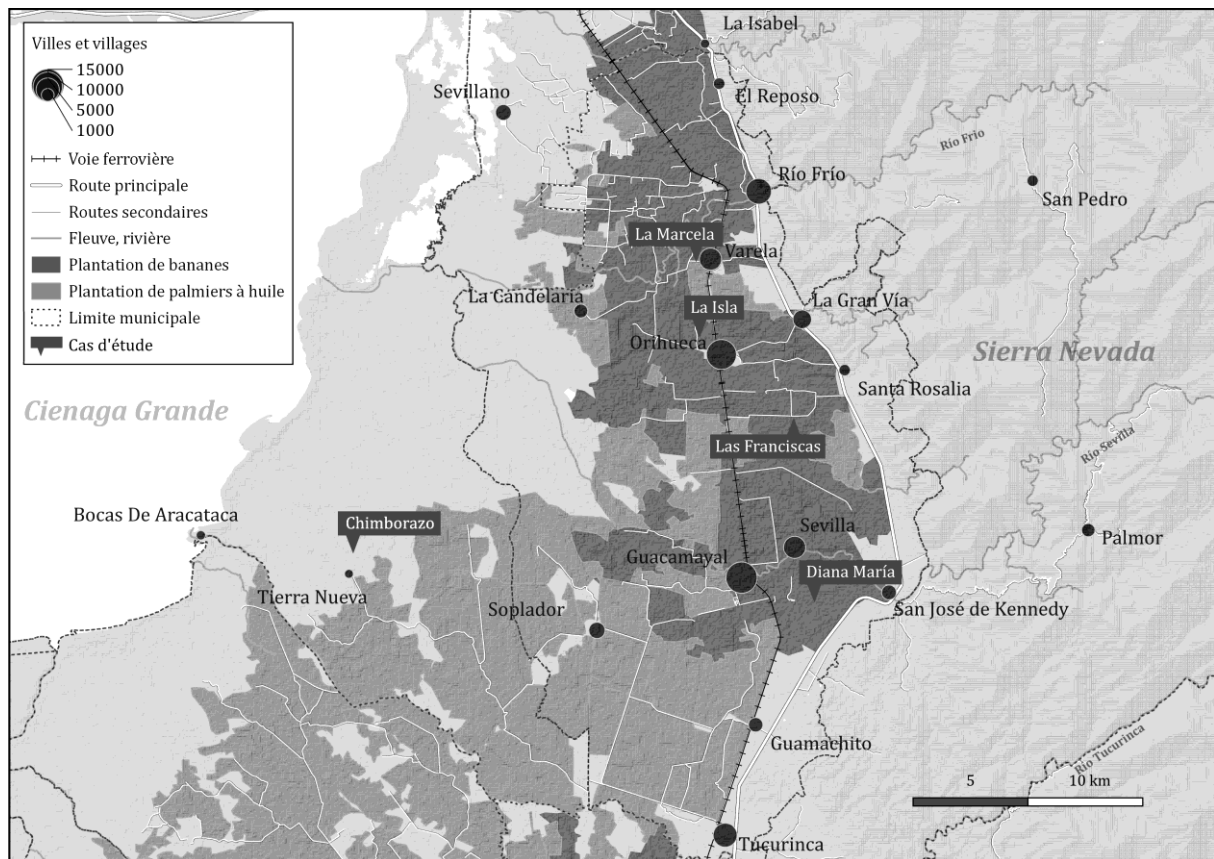 Villes et villages
15000
10000
5000
1000
Voie ferrovière
Route principale
Routes secondaires
Fleuve, rivière
Plantation de bananes
Plantation de palmiers à huile
Limite municipale
Cas d'étude
La Isabel
El Reposo
Sevillano
Río Frio
Río Frío
San Pedro
La Marcela
Varela
La Candelaria
La Isla
La Gran Vía
Orihueca
Sierra Nevada
Santa Rosalia
Cienaga Grande
Las Franciscas
Río Sevilla
Bocas De Aracataca
Chimborazo
Sevilla
Palmor
Guacamayal
Diana María
Tierra Nueva
Soplador
San José de Kennedy
Guamachito
Río Tucurinca
5
10 km
Tucurinca